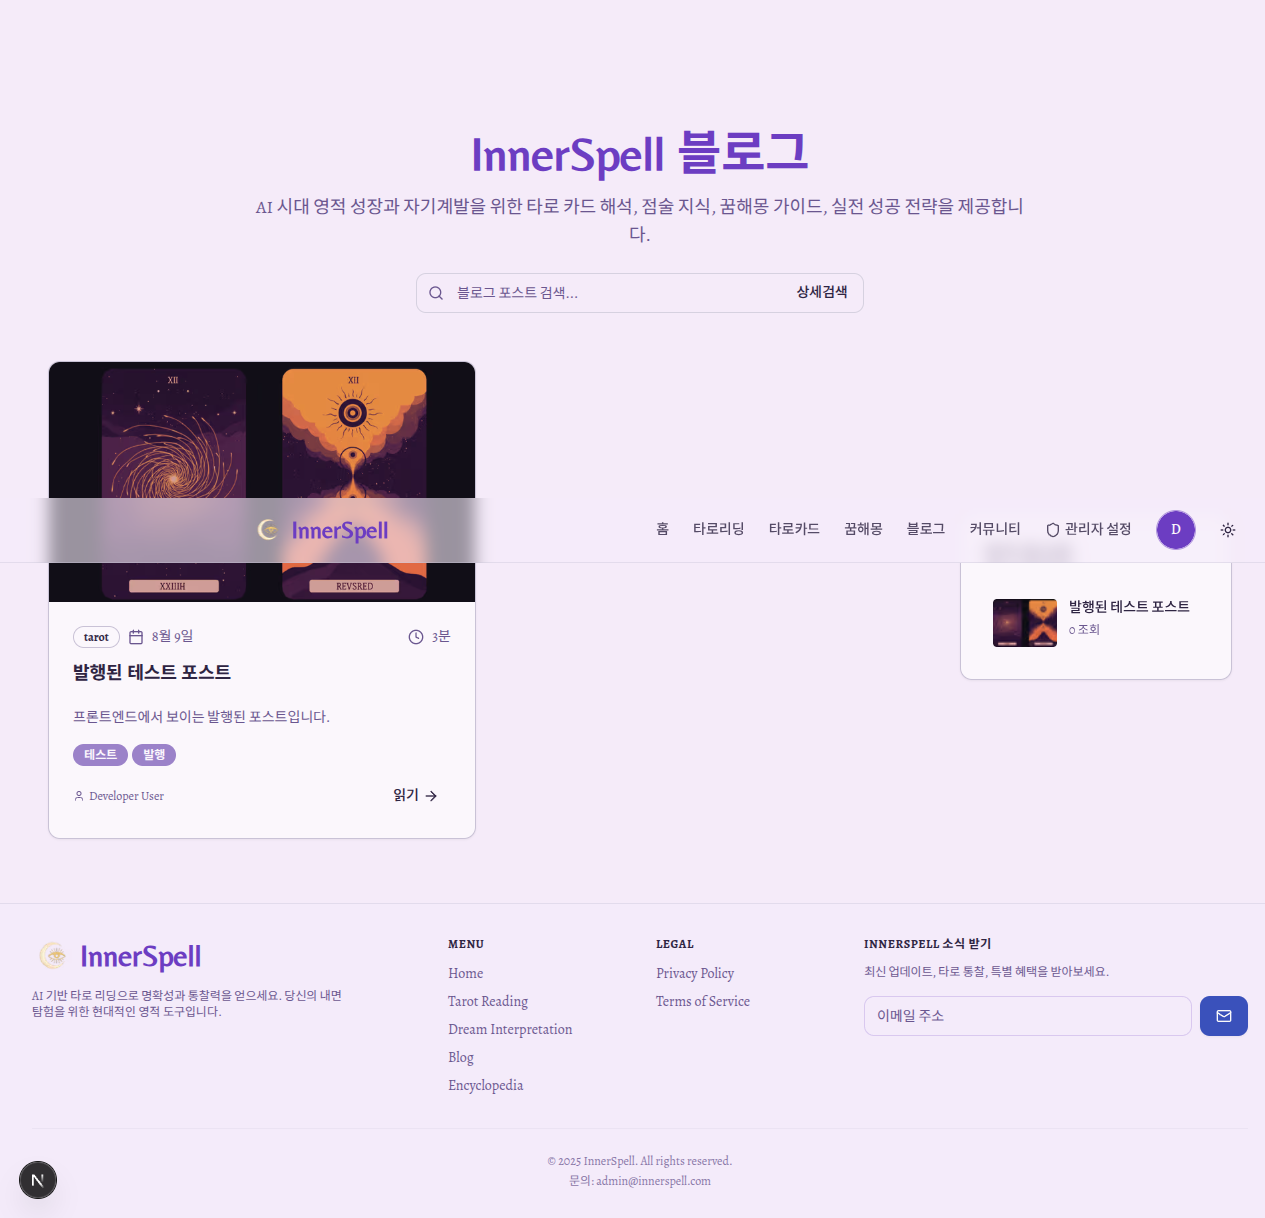 InnerSpell 블로그
AI 시대 영적 성장과 자기계발을 위한 타로 카드 해석, 점술 지식, 꿈해몽 가이드, 실전 성공 전략을 제공합니
다.
블로그 포스트 검색...
상세검색
XII
XII
InnerSpell
홈
타로리딩
타로카드
꿈해몽
블로그
커뮤니티
관리자 설정
D
XXIIIH
REVSRED
tarot
8월 9일
3분
발행된 테스트 포스트
프론트엔드에서 보이는 발행된 포스트입니다.
테스트
발행
Developer User
읽기
발행된 테스트 포스트
0 조회
InnerSpell
AI 기반 타로 리딩으로 명확성과 통찰력을 얻으세요. 당신의 내면
탐험을 위한 현대적인 영적 도구입니다.
MENU
Home
Tarot Reading
Dream Interpretation
Blog
Encyclopedia
LEGAL
Privacy Policy
Terms of Service
INNERSPELL 소식 받기
최신 업데이트, 타로 통찰, 특별 혜택을 받아보세요.
이메일 주소
© 2025 InnerSpell. All rights reserved.
문의: admin@innerspell.com
N